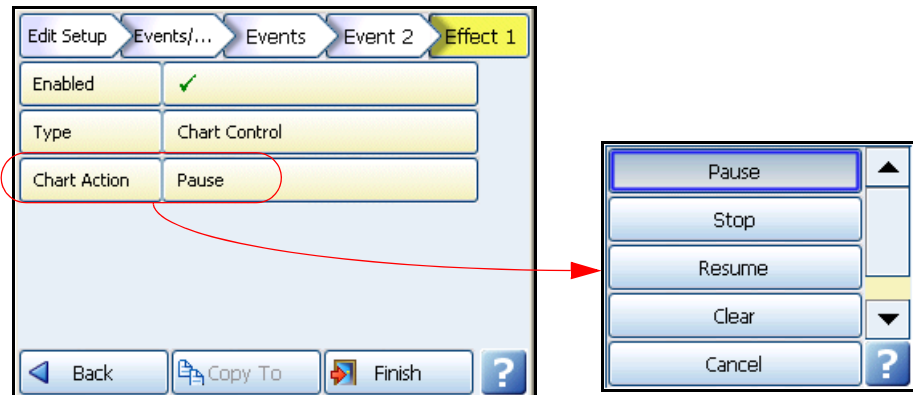 Edit Setup Events/... Events Event 2 Effect 1
Enabled ✓
Type Chart Control
Chart Action Pause
Back Copy To Finish ?
Pause
Stop
Resume
Clear
Cancel ?